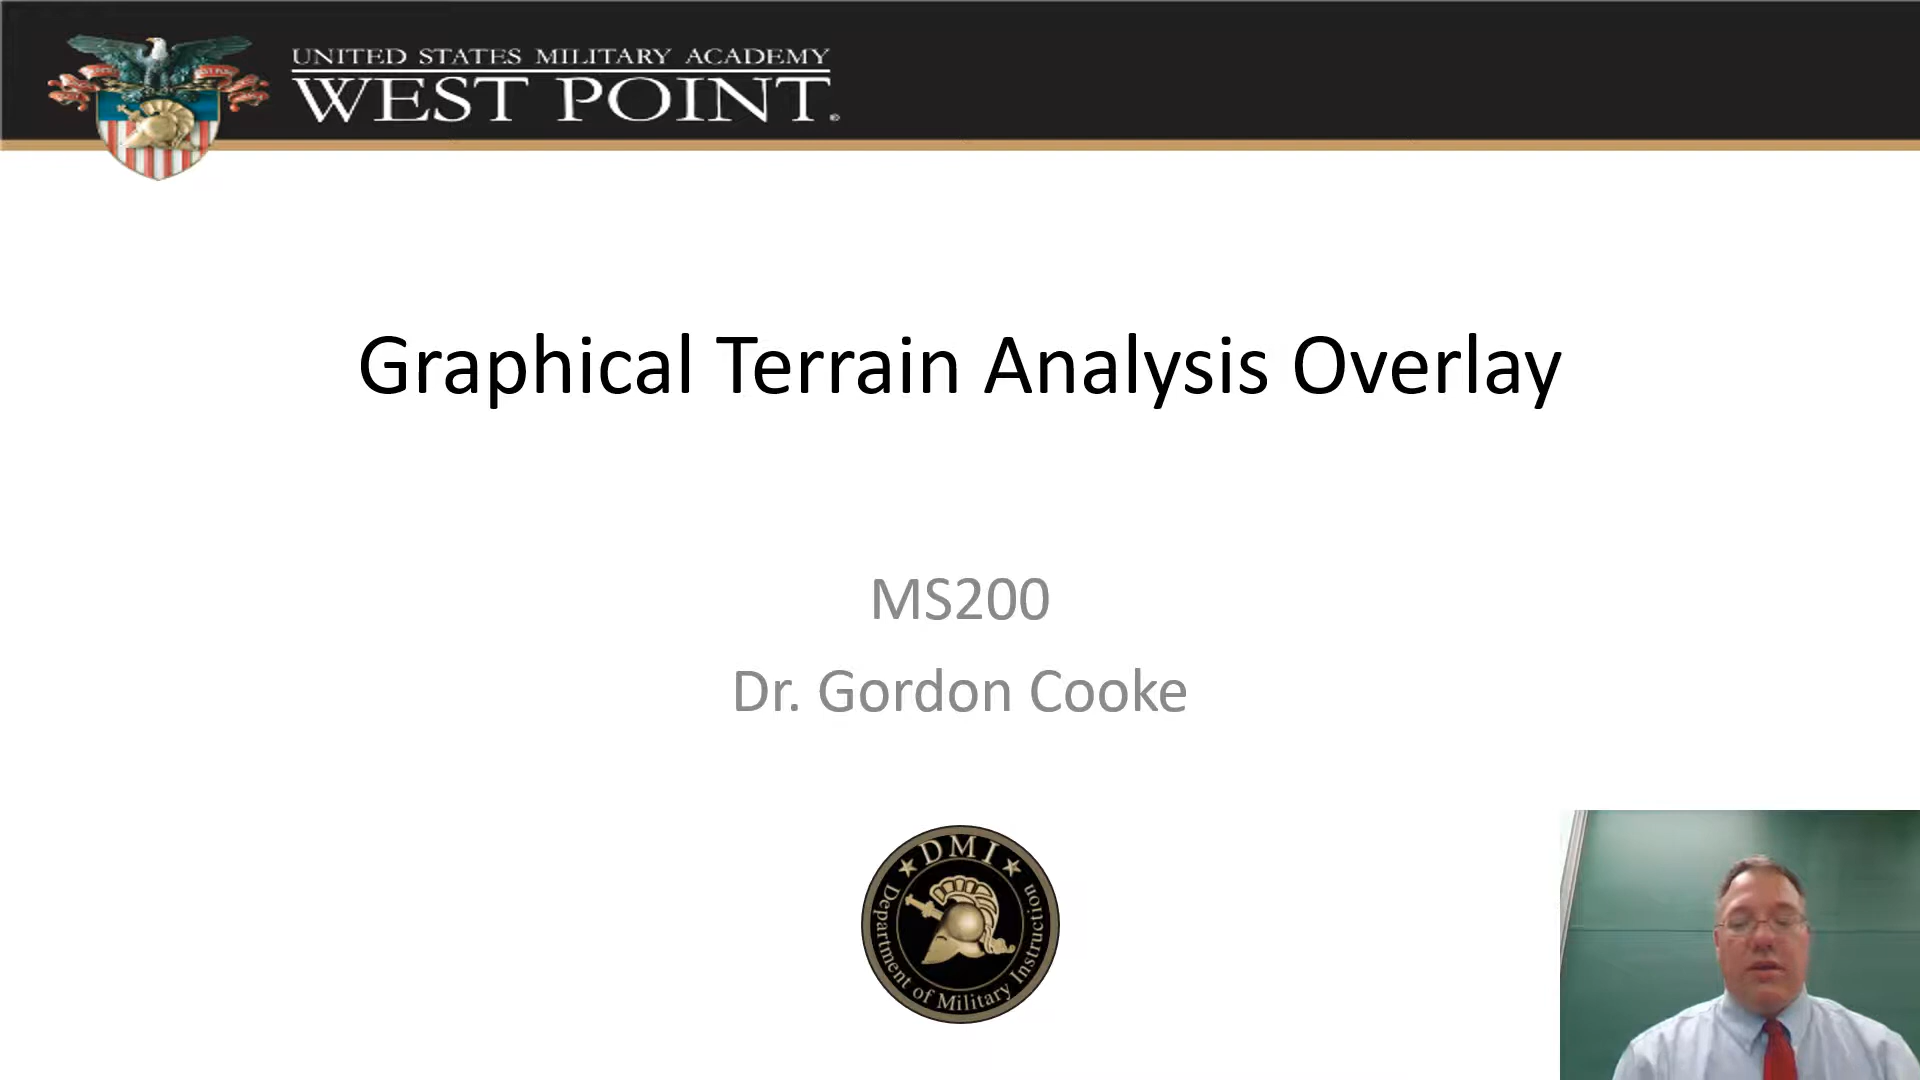 UNITED STATES MILITARY ACADEMY
WEST POINT.
Graphical Terrain Analysis Overlay
MS200
Dr. Gordon Cooke
DMI
Department of Military Instruction